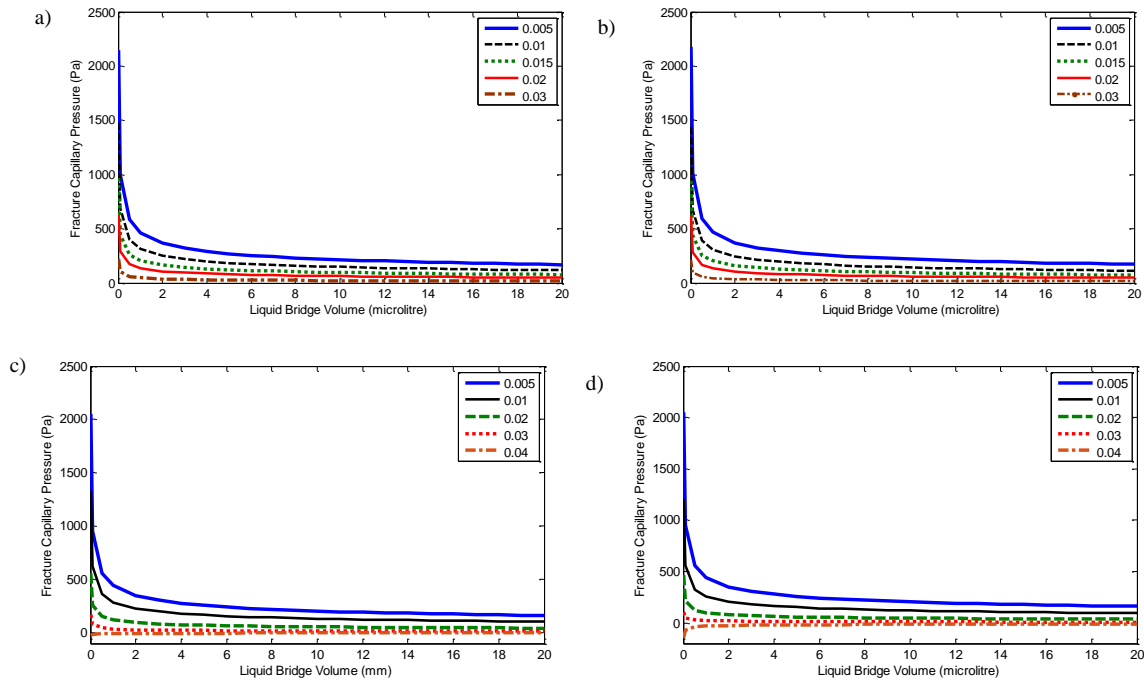 a)
2500
2000
1500
1000
500
0
Fracture Capillary Pressure (Pa)
0 2 4 6 8 10 12 14 16 18 20
Liquid Bridge Volume (microlitre)
0.005
0.01
0.015
0.02
0.03
b)
2500
2000
1500
1000
500
0
Fracture Capillary Pressure (Pa)
0 2 4 6 8 10 12 14 16 18 20
Liquid Bridge Volume (microlitre)
0.005
0.01
0.015
0.02
0.03
c)
2500
2000
1500
1000
500
0
Fracture Capillary Pressure (Pa)
0 2 4 6 8 10 12 14 16 18 20
Liquid Bridge Volume (mm)
0.005
0.01
0.02
0.03
0.04
d)
2500
2000
1500
1000
500
0
Fracture Capillary Pressure (Pa)
0 2 4 6 8 10 12 14 16 18 20
Liquid Bridge Volume (microlitre)
0.005
0.01
0.02
0.03
0.04